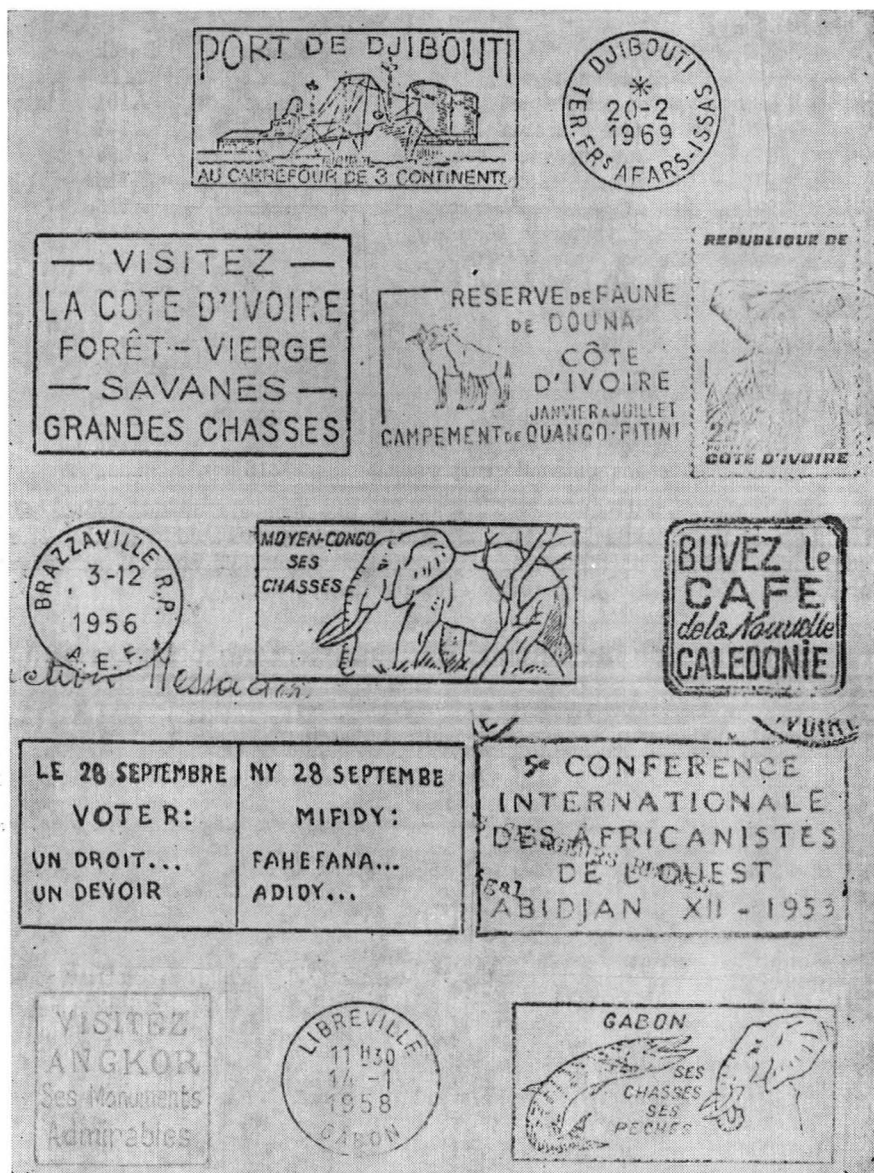 PORT DE DJIBOUTI
AU CARREFOUR DE 3 CONTINENTS
DJIBOUTI
20-2
1969
TER. FRS AFARS-ISSAS
— VISITEZ —
LA COTE D'IVOIRE
FORÊT - VIERGE
— SAVANES —
GRANDES CHASSES
RESERVE DE FAUNE
DE BOUNA
CÔTE
D'IVOIRE
JANVIER À JUILLET
CAMPEMENT DE OUANGO-FITINI
REPUBLIQUE DE
25
COTE D'IVOIRE
BRAZZAVILLE R.P.
3-12
1956
A.E.F.
MOYEN-CONGO
SES
CHASSES
BUVEZ le
CAFE
de la Nouvelle
CALEDONIE
LE 28 SEPTEMBRE
VOTER:
UN DROIT...
UN DEVOIR
NY 28 SEPTEMBE
MIFIDY:
FAHEFANA...
ADIDY...
5e CONFERENCE
INTERNATIONALE
DES AFRICANISTES
DE L'OUEST
ABIDJAN XII - 1953
VISITEZ
ANGKOR
Ses Monuments
Admirables
LIBREVILLE
11 H30
14 -1
1958
GABON
GABON
SES
CHASSES
SES
PECHES